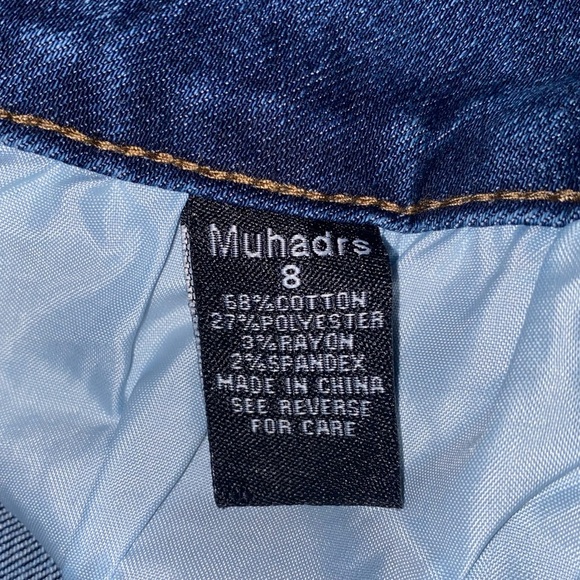 Muhadrs
8
68%COTTON
27%POLYESTER
3%RAYON
2%SPANDEX
MADE IN CHINA
SEE REVERSE
FOR CARE